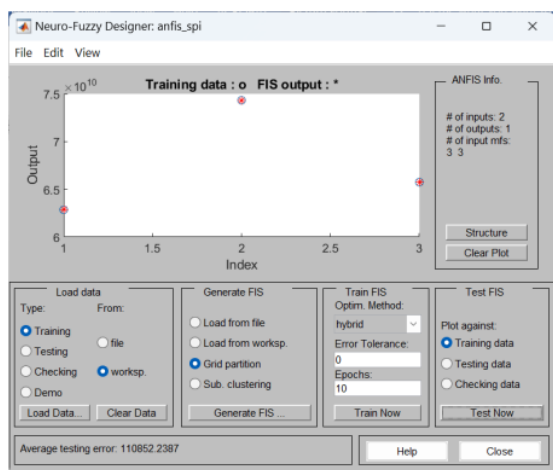 Neuro-Fuzzy Designer: anfis_spi
File Edit View
×10^10
Training data : o FIS output : *
7.5
7
6.5
6
Output
1
1.5
2
2.5
3
Index
ANFIS Info.
# of inputs: 2
# of outputs: 1
# of input mfs:
3 3
Structure
Clear Plot
Load data
Type: From:
Training
Testing
Checking
Demo
file
worksp.
Load Data...
Clear Data
Generate FIS
Load from file
Load from worksp.
Grid partition
Sub. clustering
Generate FIS ...
Train FIS
Optim. Method:
hybrid
Error Tolerance:
0
Epochs:
10
Train Now
Test FIS
Plot against:
Training data
Testing data
Checking data
Test Now
Average testing error: 110852.2387
Help
Close